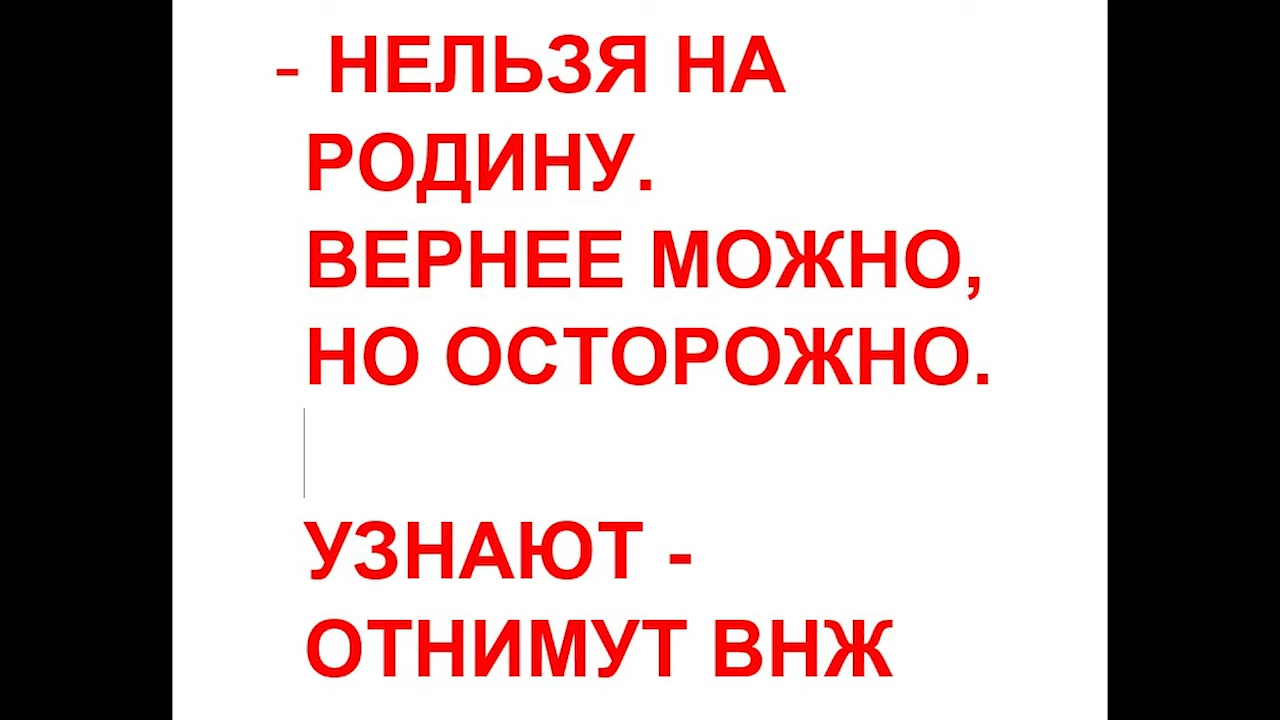 - НЕЛЬЗЯ НА
РОДИНУ.
ВЕРНЕЕ МОЖНО,
НО ОСТОРОЖНО.
УЗНАЮТ -
ОТНИМУТ ВНЖ